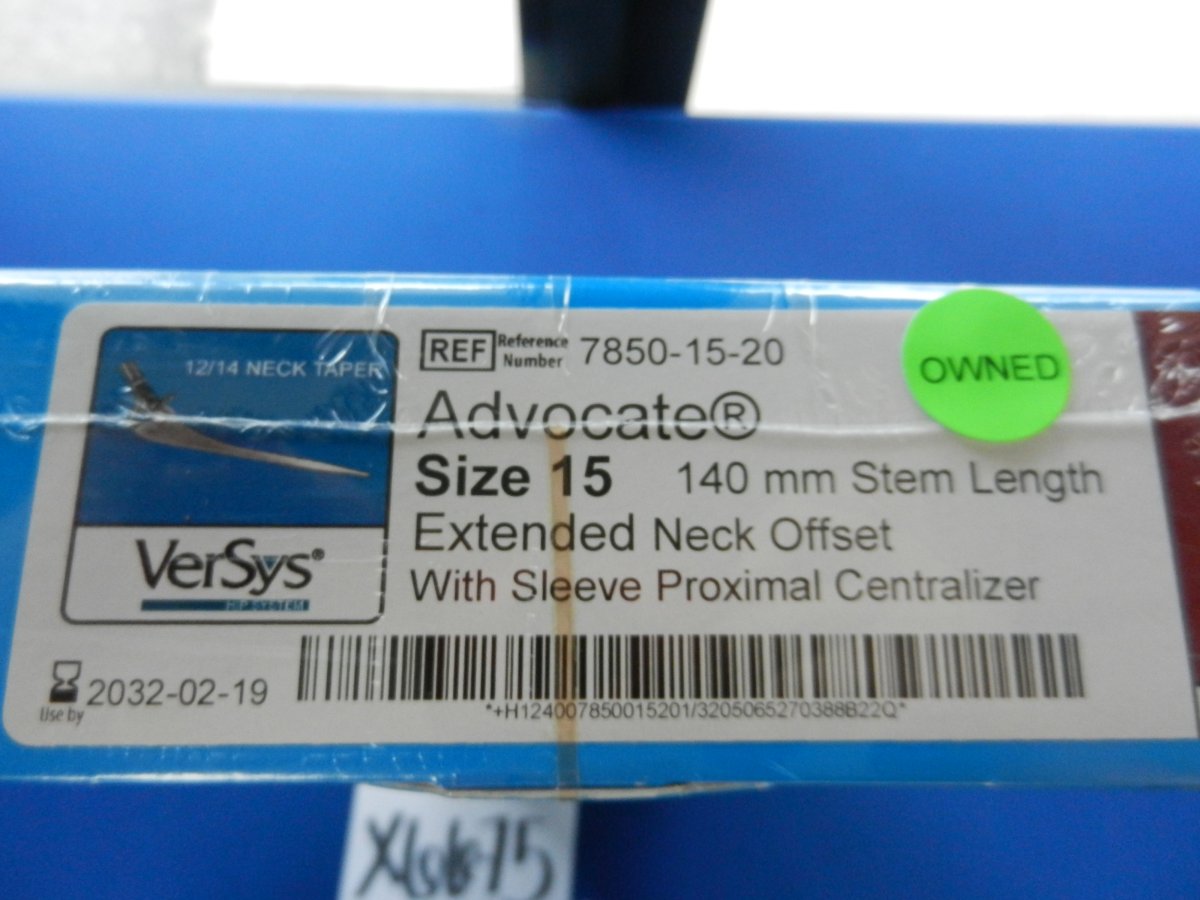 12/14 NECK TAPER
REF Reference Number 7850-15-20
OWNED
Advocate®
Size 15 140 mm Stem Length
Extended Neck Offset
With Sleeve Proximal Centralizer
VerSys®
HIP SYSTEM
2032-02-19
Use by
*+H124007850015201/3205065270388B22Q*